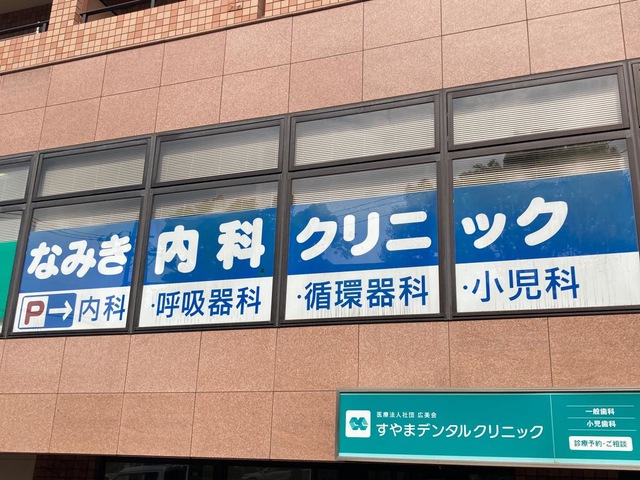 なみき内科クリニック
P→内科・呼吸器科・循環器科・小児科
医療法人社団 広美会
すやまデンタルクリニック
一般歯科
小児歯科
診療予約・ご相談